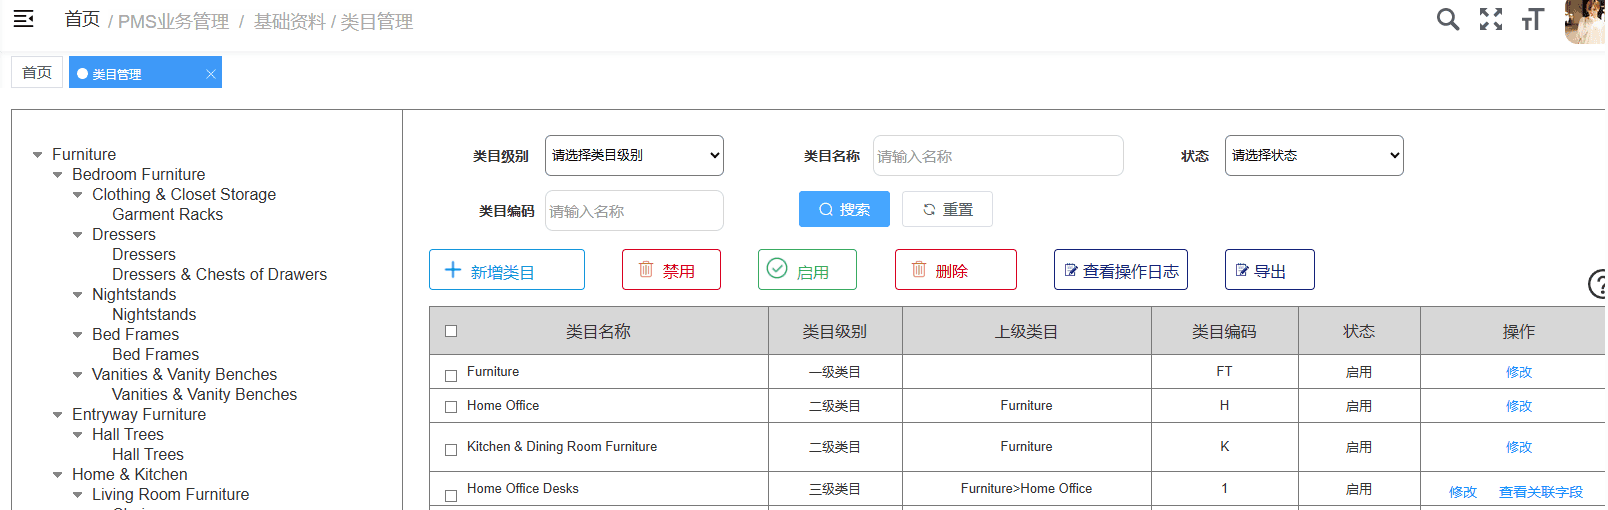 首页 / PMS业务管理 / 基础资料 / 类目管理
首页 类目管理
Furniture
Bedroom Furniture
Clothing & Closet Storage
Garment Racks
Dressers
Dressers
Dressers & Chests of Drawers
Nightstands
Nightstands
Bed Frames
Bed Frames
Vanities & Vanity Benches
Vanities & Vanity Benches
Entryway Furniture
Hall Trees
Hall Trees
Home & Kitchen
Living Room Furniture
类目级别 请选择类目级别 类目名称 请输入名称 状态 请选择状态
类目编码 请输入名称 搜索 重置
新增类目 禁用 启用 删除 查看操作日志 导出
类目名称 类目级别 上级类目 类目编码 状态 操作
Furniture 一级类目 FT 启用 修改
Home Office 二级类目 Furniture H 启用 修改
Kitchen & Dining Room Furniture 二级类目 Furniture K 启用 修改
Home Office Desks 三级类目 Furniture>Home Office 1 启用 修改 查看关联字段